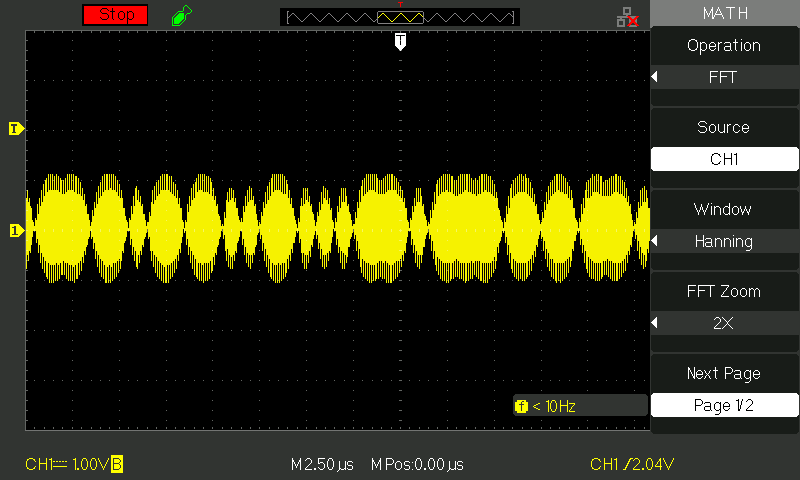 Stop
T
MATH
T
Operation
FFT
Source
CH1
T
1
Window
Hanning
FFT Zoom
2X
Next Page
f < 10Hz
Page 1/2
CH1 1.00V B
M 2.50µs
M Pos:0.00µs
CH1 / 2.04V